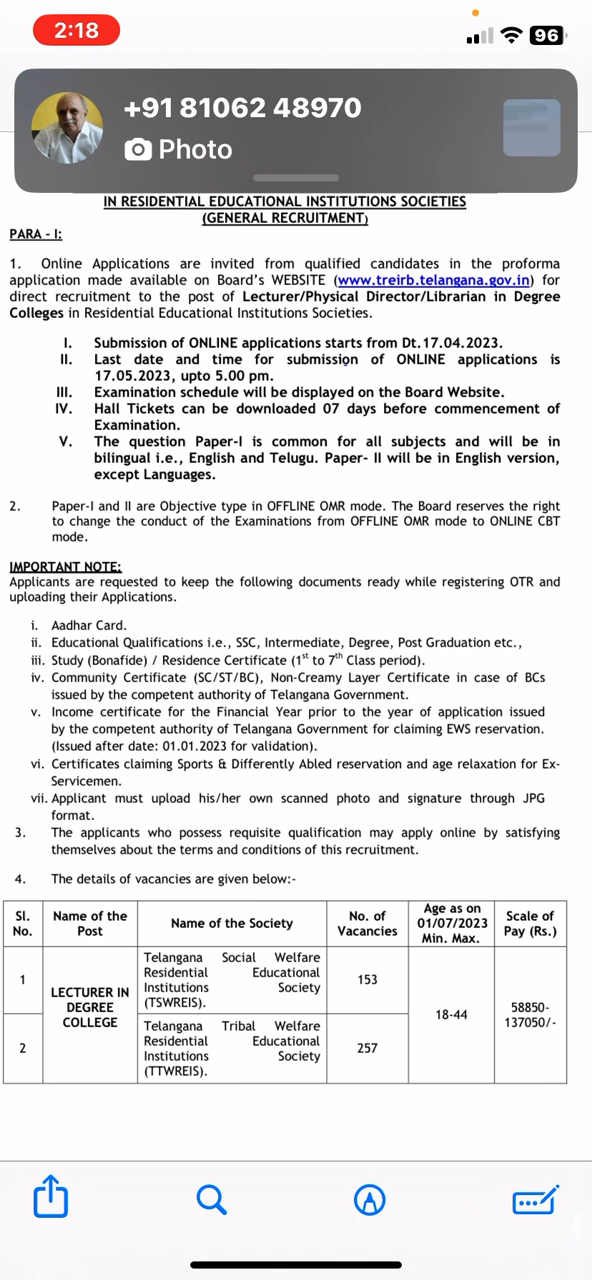 2:18
96
+91 81062 48970
Photo
IN RESIDENTIAL EDUCATIONAL INSTITUTIONS SOCIETIES
(GENERAL RECRUITMENT)
PARA - I:
1. Online Applications are invited from qualified candidates in the proforma
application made available on Board's WEBSITE (www.treirb.telangana.gov.in) for
direct recruitment to the post of Lecturer/Physical Director/Librarian in Degree
Colleges in Residential Educational Institutions Societies.
I. Submission of ONLINE applications starts from Dt.17.04.2023.
II. Last date and time for submission of ONLINE applications is
17.05.2023, upto 5.00 pm.
III. Examination schedule will be displayed on the Board Website.
IV. Hall Tickets can be downloaded 07 days before commencement of
Examination.
V. The question Paper-I is common for all subjects and will be in
bilingual i.e., English and Telugu. Paper- II will be in English version,
except Languages.
2. Paper-I and II are Objective type in OFFLINE OMR mode. The Board reserves the right
to change the conduct of the Examinations from OFFLINE OMR mode to ONLINE CBT
mode.
IMPORTANT NOTE:
Applicants are requested to keep the following documents ready while registering OTR and
uploading their Applications.
i. Aadhar Card.
ii. Educational Qualifications i.e., SSC, Intermediate, Degree, Post Graduation etc.,
iii. Study (Bonafide) / Residence Certificate (1st to 7th Class period).
iv. Community Certificate (SC/ST/BC), Non-Creamy Layer Certificate in case of BCs
issued by the competent authority of Telangana Government.
v. Income certificate for the Financial Year prior to the year of application issued
by the competent authority of Telangana Government for claiming EWS reservation.
(Issued after date: 01.01.2023 for validation).
vi. Certificates claiming Sports & Differently Abled reservation and age relaxation for Ex-
Servicemen.
vii. Applicant must upload his/her own scanned photo and signature through JPG
format.
3. The applicants who possess requisite qualification may apply online by satisfying
themselves about the terms and conditions of this recruitment.
4. The details of vacancies are given below:-
Sl. No. Name of the Post Name of the Society No. of Vacancies Age as on 01/07/2023 Min. Max. Scale of Pay (Rs.)
1 LECTURER IN DEGREE COLLEGE Telangana Social Welfare Residential Educational Institutions Society (TSWREIS). 153 18-44 58850-137050/-
2 Telangana Tribal Welfare Residential Educational Institutions Society (TTWREIS). 257